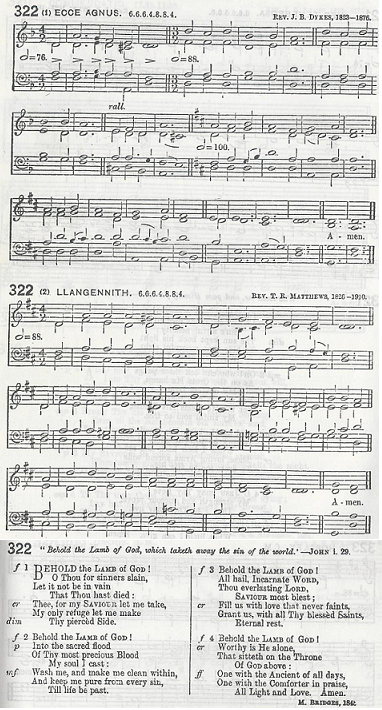 322 (1) ECCE AGNUS. 6.6.6.4.8.8.4. REV. J. B. DYKES, 1823–1876.
=76. =88.
rall.
=100.
A - men.
322 (2) LLANGENNITH. 6.6.6.4.8.8.4. REV. T. R. MATTHEWS, 1826–1910.
=88.
A - men.
322 "Behold the Lamb of God, which taketh away the sin of the world."—JOHN 1. 29.
f 1 BEHOLD the LAMB of GOD!
O Thou for sinners slain,
Let it not be in vain
That Thou hast died:
cr Thee, for my SAVIOUR let me take,
My only refuge let me make
dim Thy piercèd Side.
f 2 Behold the LAMB of GOD!
p Into the sacred flood
Of Thy most precious Blood
My soul I cast:
mf Wash me, and make me clean within,
And keep me pure from every sin,
Till life be past.
f 3 Behold the LAMB of GOD!
All hail, Incarnate WORD,
Thou everlasting LORD,
SAVIOUR most blest;
cr Fill us with love that never faints,
Grant us, with all Thy blessèd Saints,
Eternal rest.
f 4 Behold the LAMB of GOD!
cr Worthy is He alone,
That sitteth on the Throne
Of GOD above:
ff One with the Ancient of all days,
One with the Comforter in praise,
All Light and Love. Amen.
M. BRIDGES, 1848.